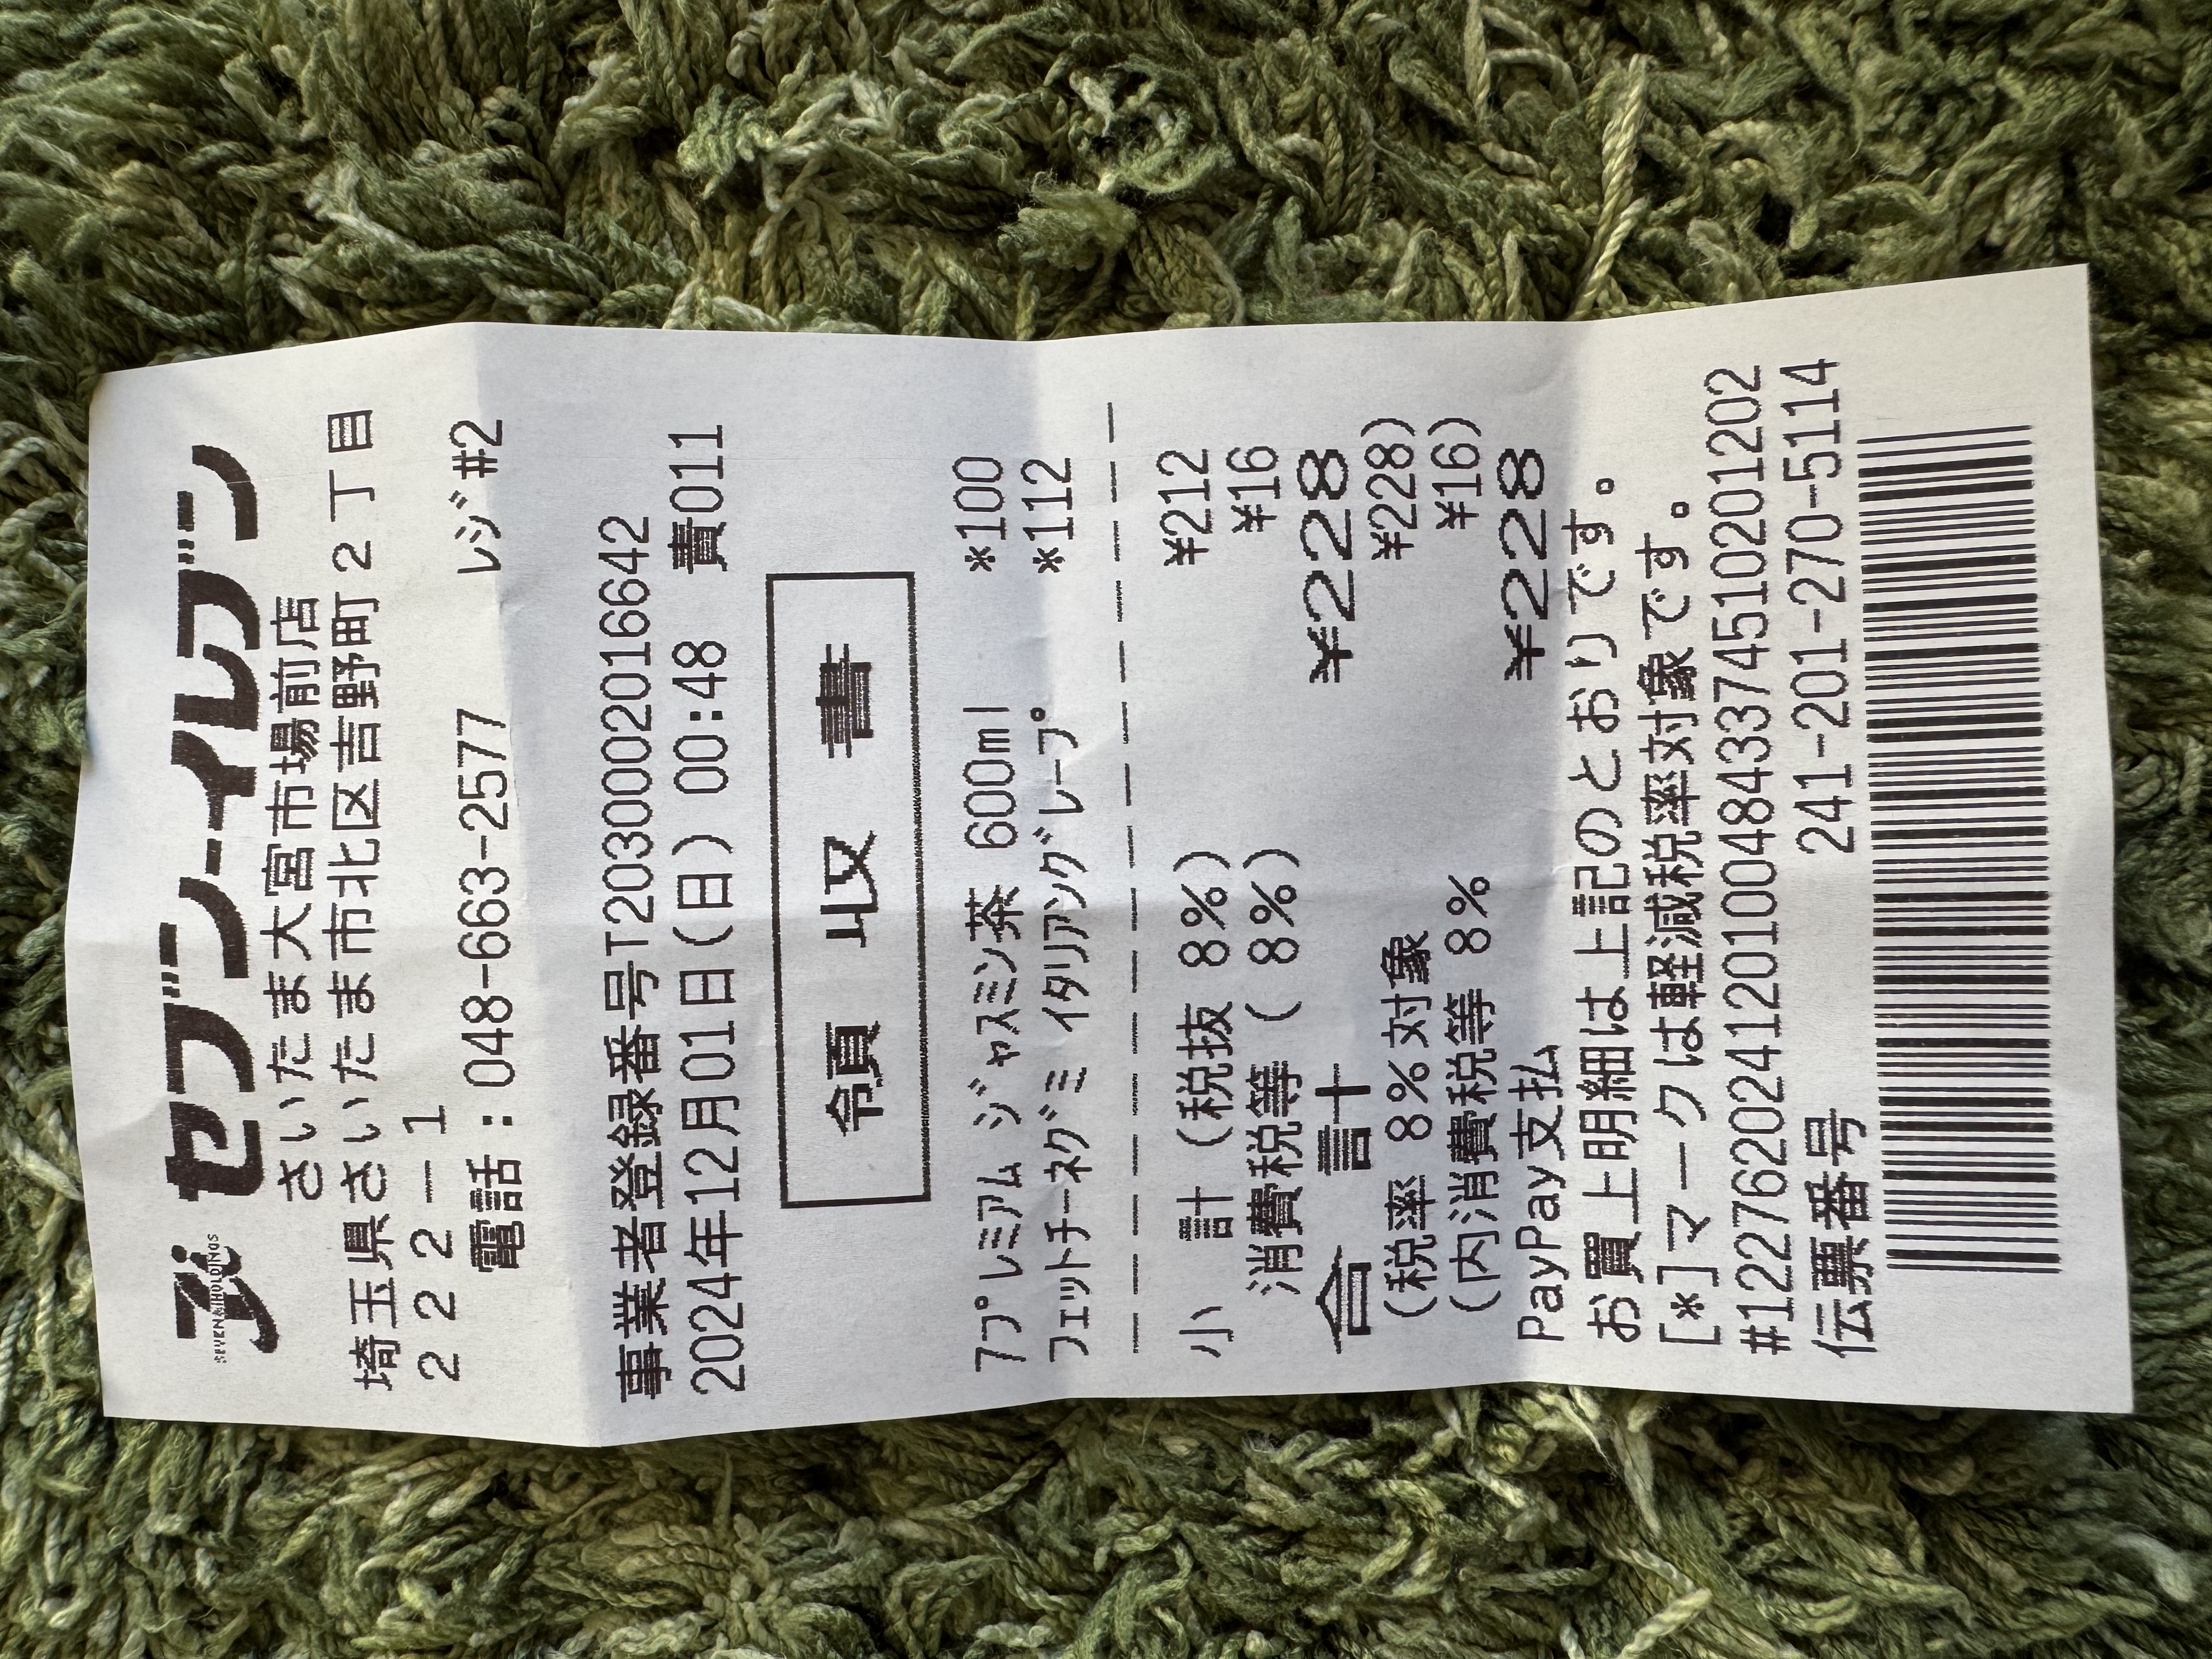 SEVEN&iHOLDINGS セブン-イレブン
さいたま大宮市場前店
埼玉県さいたま市北区吉野町2丁目
222-1
電話:048-663-2577 レジ#2
事業者登録番号T2030002016642
2024年12月01日(日) 00:48 責011
領収書
7プレミアム ジャスミン茶 600ml *100
フェットチーネグミ イタリアングレープ *112
小 計(税抜 8%) ¥212
消費税等( 8%) ¥16
合 計 ¥228
(税率 8%対象 ¥228)
(内消費税等 8% ¥16)
PayPay支払 ¥228
お買上明細は上記のとおりです。
[*]マークは軽減税率対象です。
#122762024120100484337451020120​2
伝票番号 241-201-270-5114